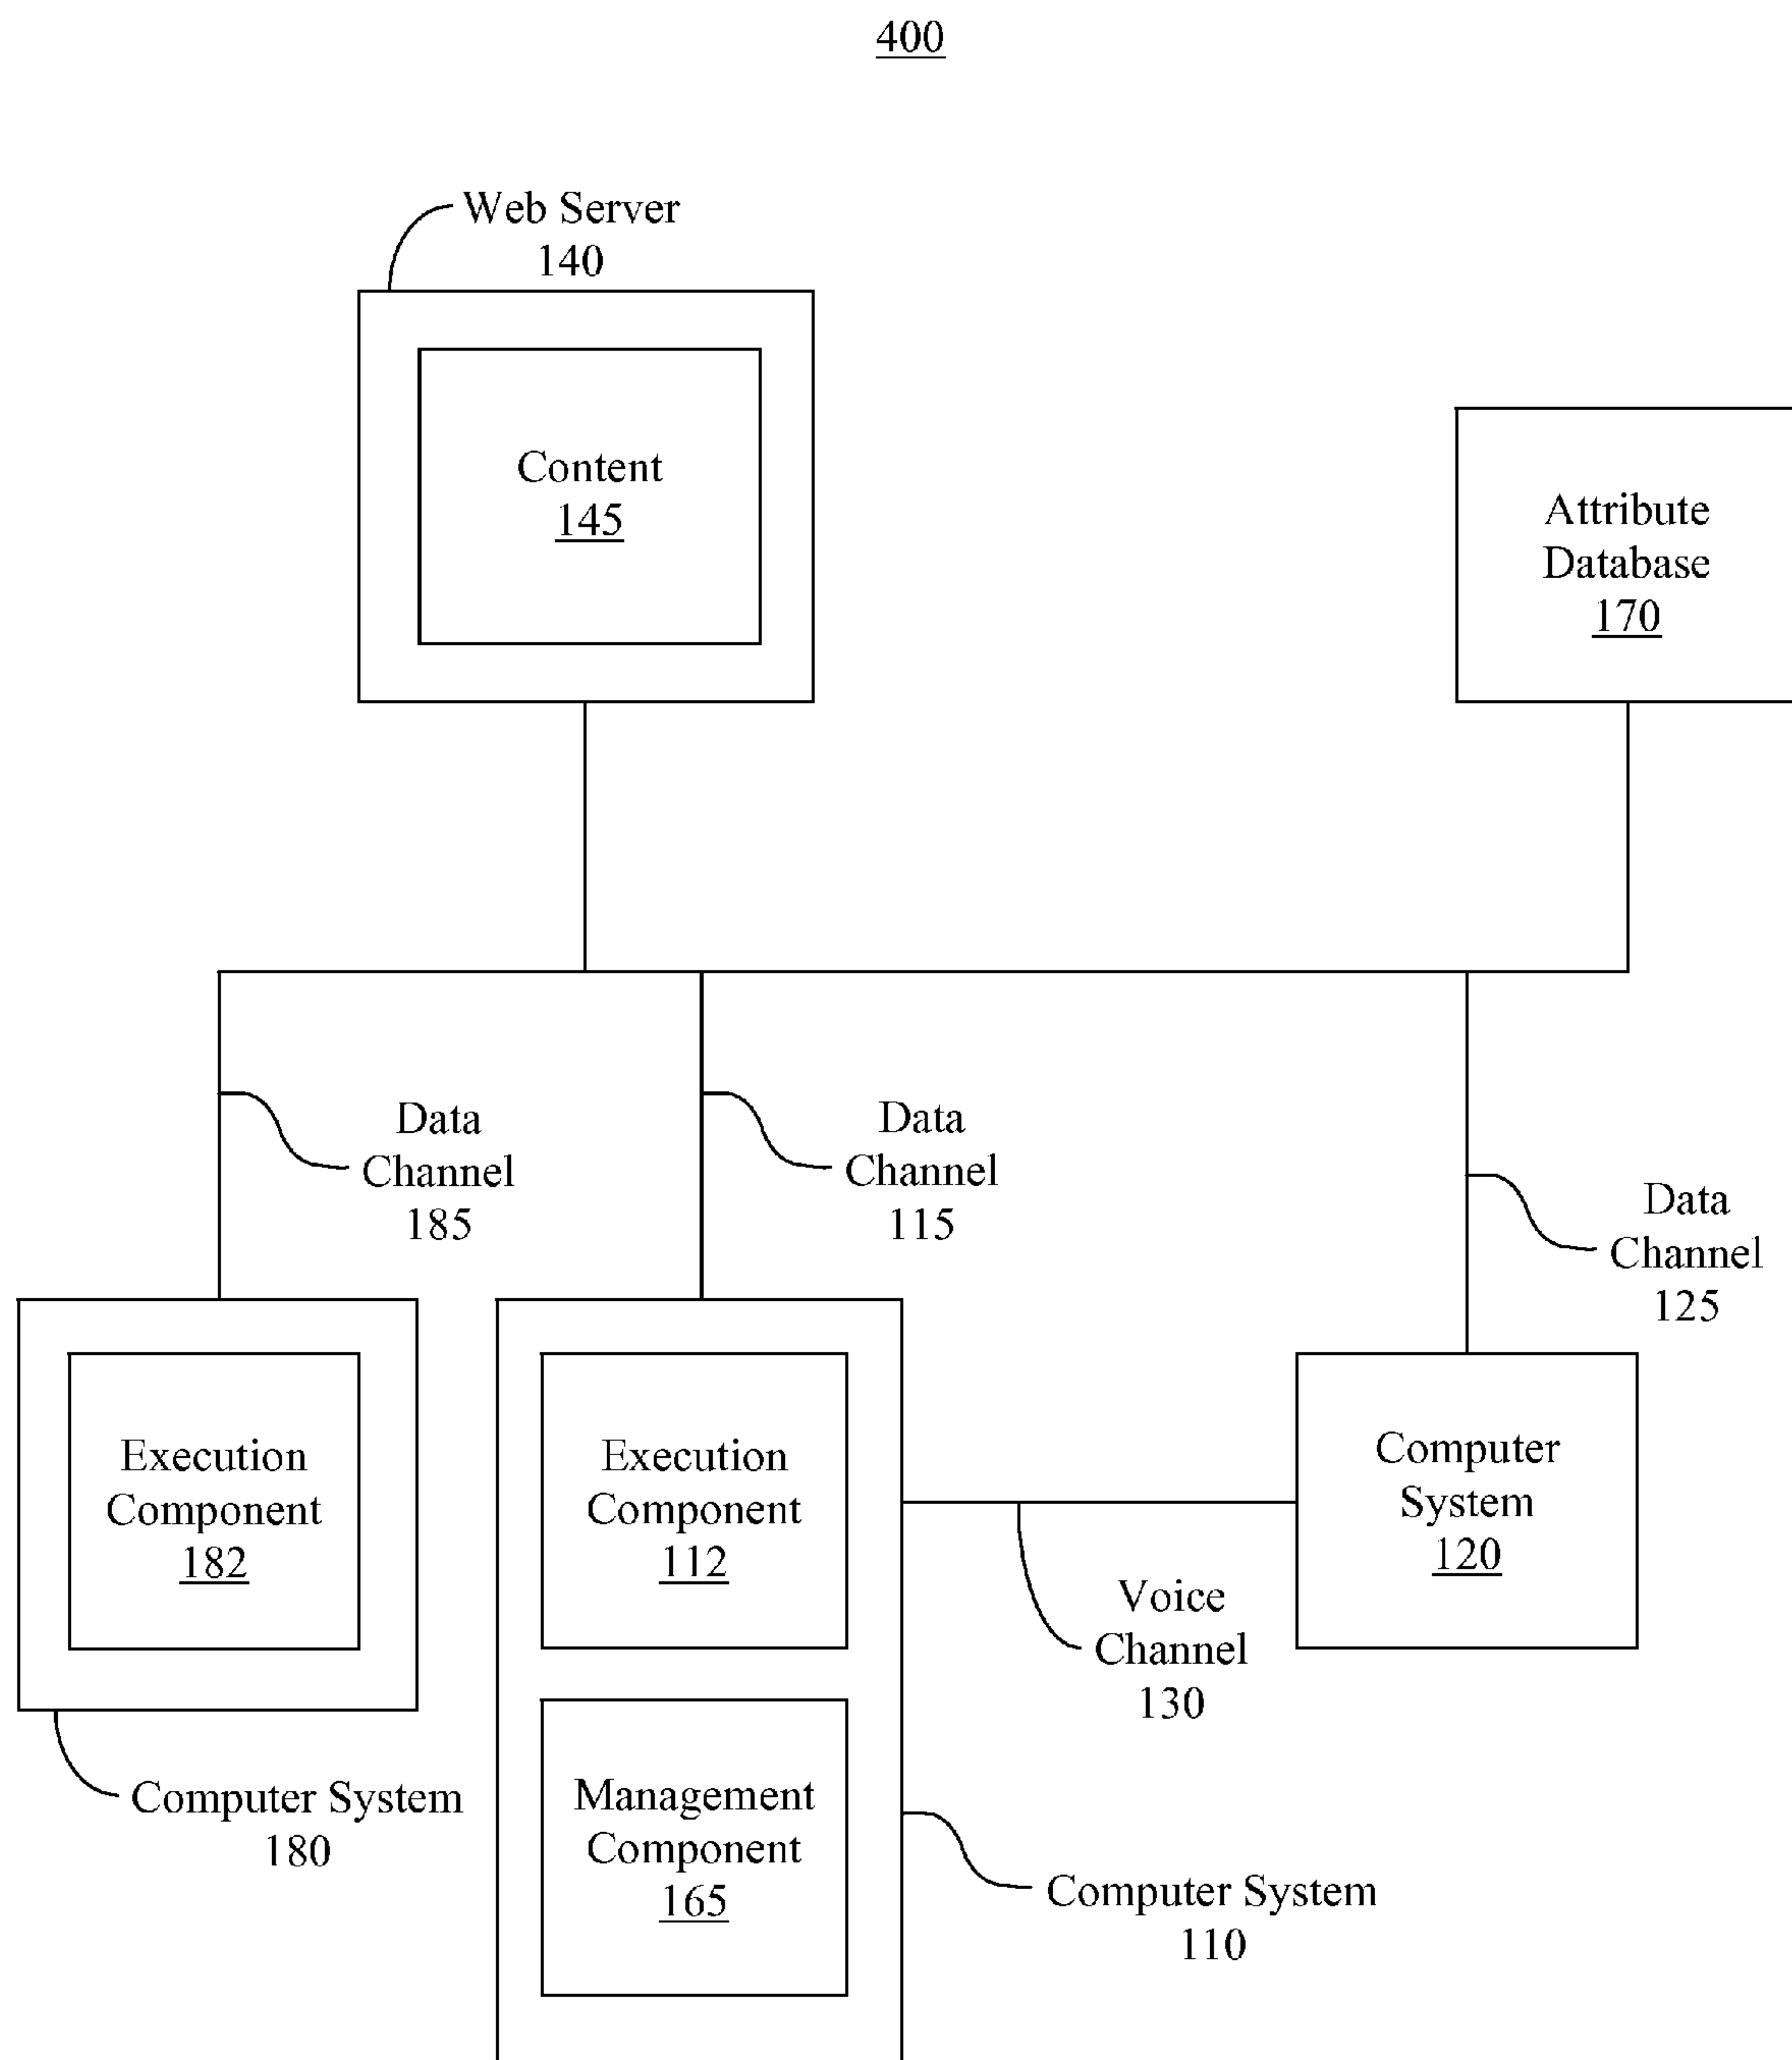 400
Web Server
140
Content
145
Attribute
Database
170
Data
Channel
185
Data
Channel
115
Data
Channel
125
Execution
Component
182
Execution
Component
112
Computer
System
120
Voice
Channel
130
Management
Component
165
Computer System
180
Computer System
110